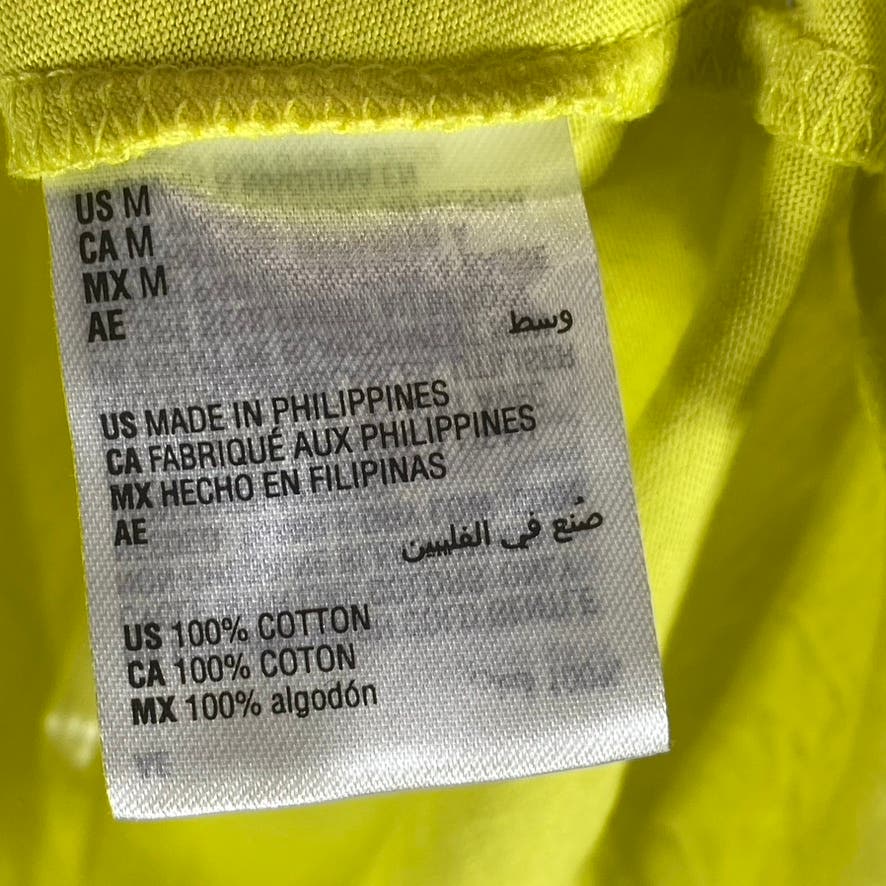 US M
CA M
MX M
AE وسط
US MADE IN PHILIPPINES
CA FABRIQUÉ AUX PHILIPPINES
MX HECHO EN FILIPINAS
AE صُنع في الفلبين
US 100% COTTON
CA 100% COTON
MX 100% algodón